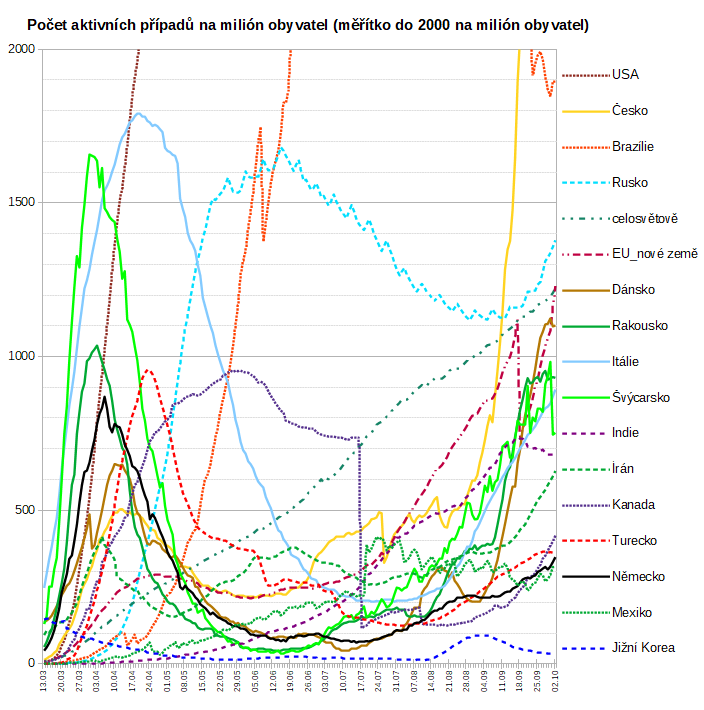 Počet aktivních případů na milión obyvatel (měřítko do 2000 na milión obyvatel)
2000
1500
1000
500
0
13.03
20.03
27.03
03.04
10.04
17.04
24.04
01.05
08.05
15.05
22.05
29.05
05.06
12.06
19.06
26.06
03.07
10.07
17.07
24.07
31.07
07.08
14.08
21.08
28.08
04.09
11.09
18.09
25.09
02.10
USA
Česko
Brazílie
Rusko
celosvětově
EU_nové země
Dánsko
Rakousko
Itálie
Švýcarsko
Indie
Írán
Kanada
Turecko
Německo
Mexiko
Jižní Korea